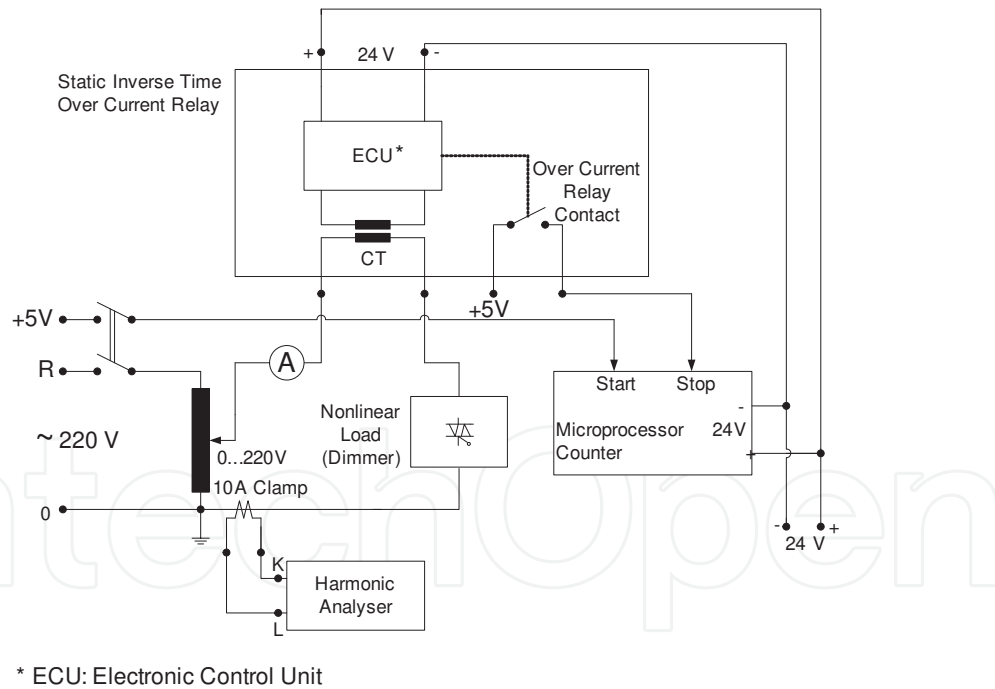 + 24 V -
Static Inverse Time
Over Current Relay
ECU*
Over Current
Relay
Contact
CT
+5V
+5V
R
A
Start Stop
Nonlinear
Load
(Dimmer)
-
Microprocessor
Counter
24V
+
~ 220 V
0...220V
10A Clamp
0
- +
24 V
K
Harmonic
Analyser
L
* ECU: Electronic Control Unit
ntechOpen